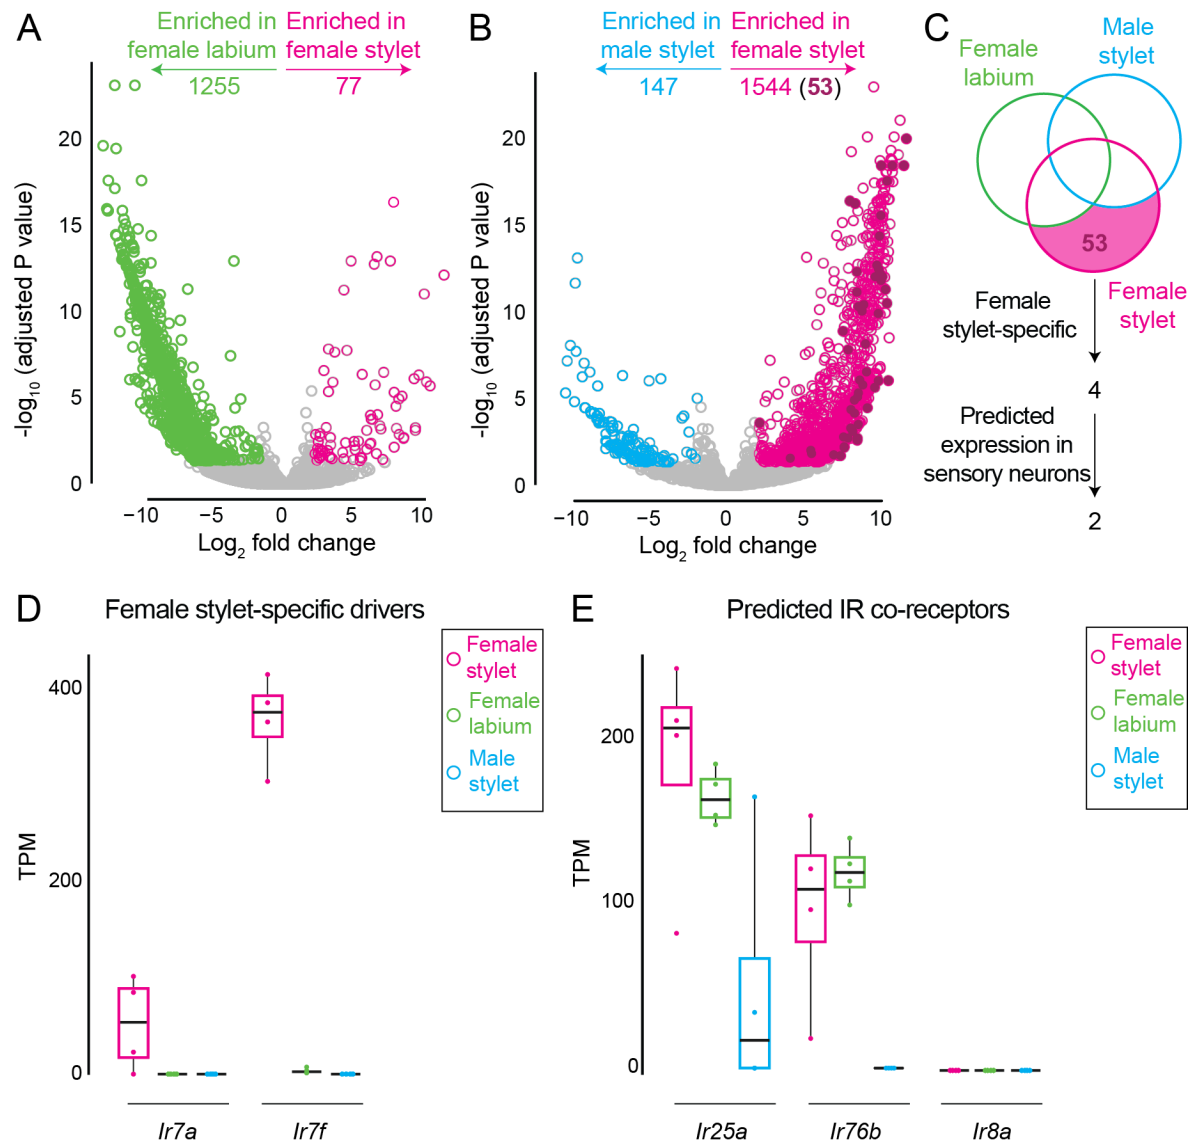 A
Enriched in
female labium
1255
Enriched in
female stylet
77
-log10 (adjusted P value)
20
15
10
5
0
−10
−5
0
5
10
Log2 fold change
B
Enriched in
male stylet
147
Enriched in
female stylet
1544 (53)
-log10 (adjusted P value)
20
15
10
5
0
−10
−5
0
5
10
Log2 fold change
C
Female
labium
Male
stylet
53
Female
stylet
Female
stylet-specific
4
Predicted
expression in
sensory neurons
2
D
Female stylet-specific drivers
Female
stylet
Female
labium
Male
stylet
TPM
400
200
0
Ir7a
Ir7f
E
Predicted IR co-receptors
Female
stylet
Female
labium
Male
stylet
TPM
200
100
0
Ir25a
Ir76b
Ir8a